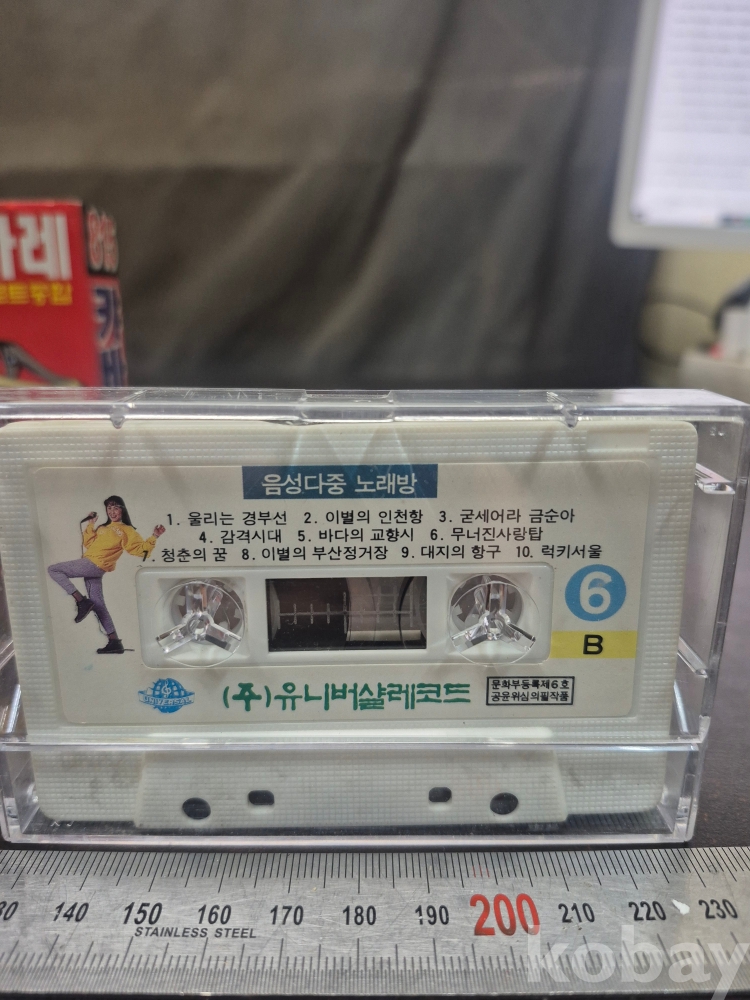 카레
음성다중 노래방
1. 울리는 경부선 2. 이별의 인천항 3. 굳세어라 금순아
4. 감격시대 5. 바다의 교향시 6. 무너진사랑탑
7. 청춘의 꿈 8. 이별의 부산정거장 9. 대지의 항구 10. 럭키서울
6
B
(주)유니버샬레코드
문화부등록제6호
공윤위심의필작품
140 150 160 170 180 190 200 210 220 230
STAINLESS STEEL
kobay